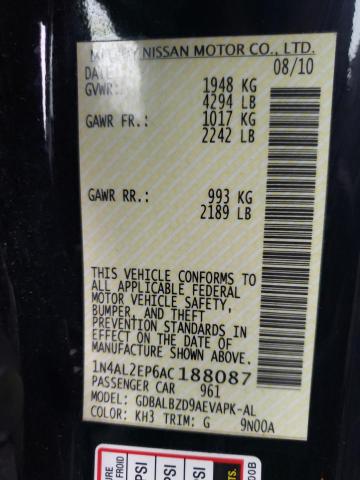 NISSAN MOTOR CO., LTD.
DATE: 08/10
GVWR: 1948 KG
4294 LB
GAWR FR.: 1017 KG
2242 LB
GAWR RR.: 993 KG
2189 LB
THIS VEHICLE CONFORMS TO
ALL APPLICABLE FEDERAL
MOTOR VEHICLE SAFETY,
BUMPER, AND THEFT
PREVENTION STANDARDS IN
EFFECT ON THE DATE OF
MANUFACTURE SHOWN ABOVE.
1N4AL2EP6AC188087
PASSENGER CAR 961
MODEL: GDBALBZD9AEVAPK-AL
COLOR: KH3 TRIM: G 9N00A
FROID
PSI
PSI
00B